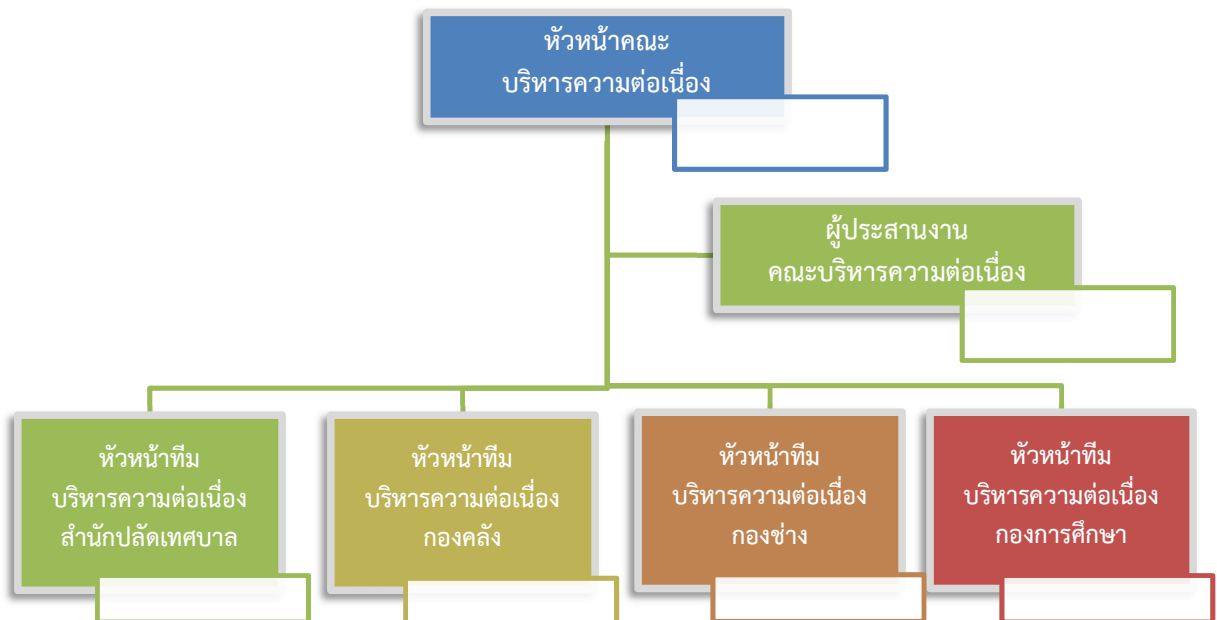 หัวหน้าคณะ
บริหารความต่อเนื่อง
ผู้ประสานงาน
คณะบริหารความต่อเนื่อง
หัวหน้าทีม
บริหารความต่อเนื่อง
สำนักปลัดเทศบาล
หัวหน้าทีม
บริหารความต่อเนื่อง
กองคลัง
หัวหน้าทีม
บริหารความต่อเนื่อง
กองช่าง
หัวหน้าทีม
บริหารความต่อเนื่อง
กองการศึกษา